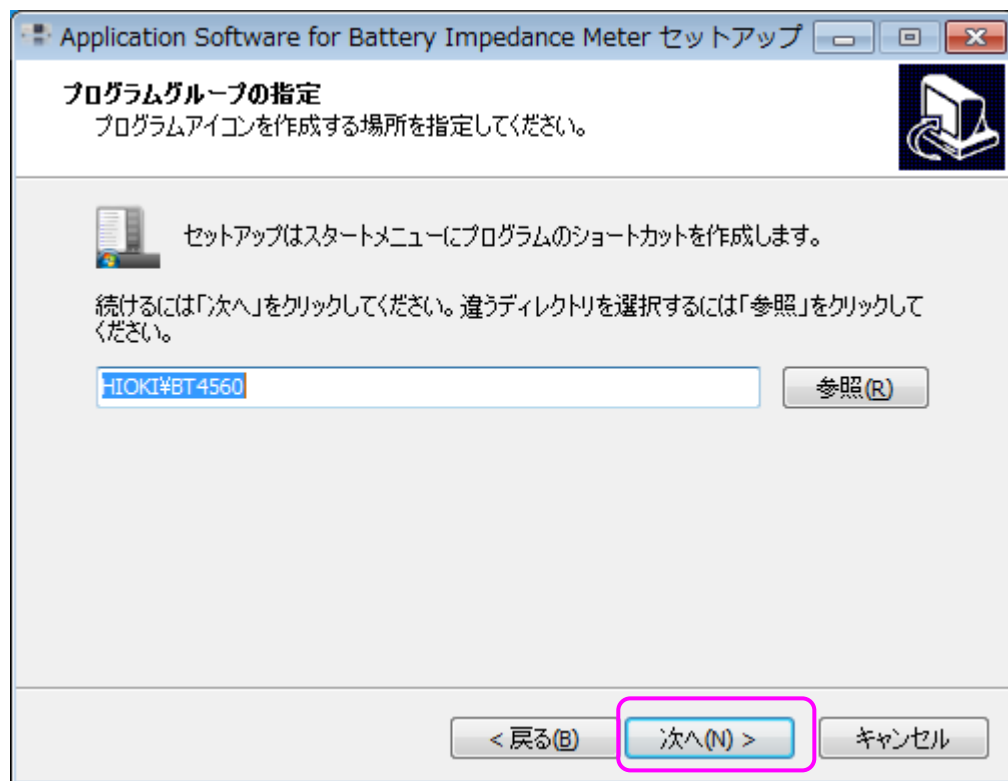 Application Software for Battery Impedance Meter セットアップ
プログラムグループの指定
プログラムアイコンを作成する場所を指定してください。
セットアップはスタートメニューにプログラムのショートカットを作成します。
続けるには「次へ」をクリックしてください。違うディレクトリを選択するには「参照」をクリックして
ください。
HIOKI¥BT4560
参照(R)
< 戻る(B)
次へ(N) >
キャンセル